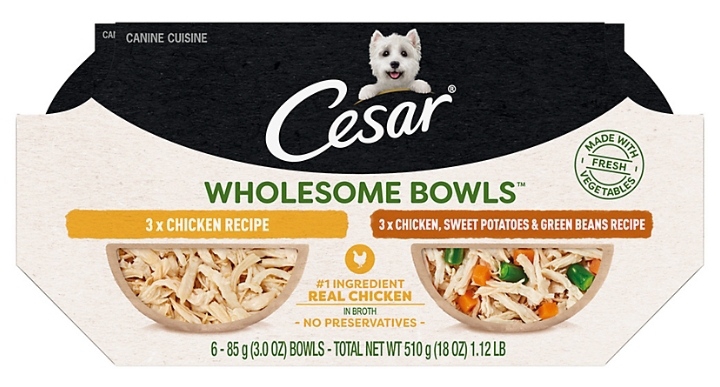 CANINE CUISINE
Cesar®
MADE WITH
FRESH
VEGETABLES
WHOLESOME BOWLS™
3 x CHICKEN RECIPE
3 x CHICKEN, SWEET POTATOES & GREEN BEANS RECIPE
#1 INGREDIENT
REAL CHICKEN
IN BROTH
- NO PRESERVATIVES -
6 - 85 g (3.0 OZ) BOWLS - TOTAL NET WT 510 g (18 OZ) 1.12 LB